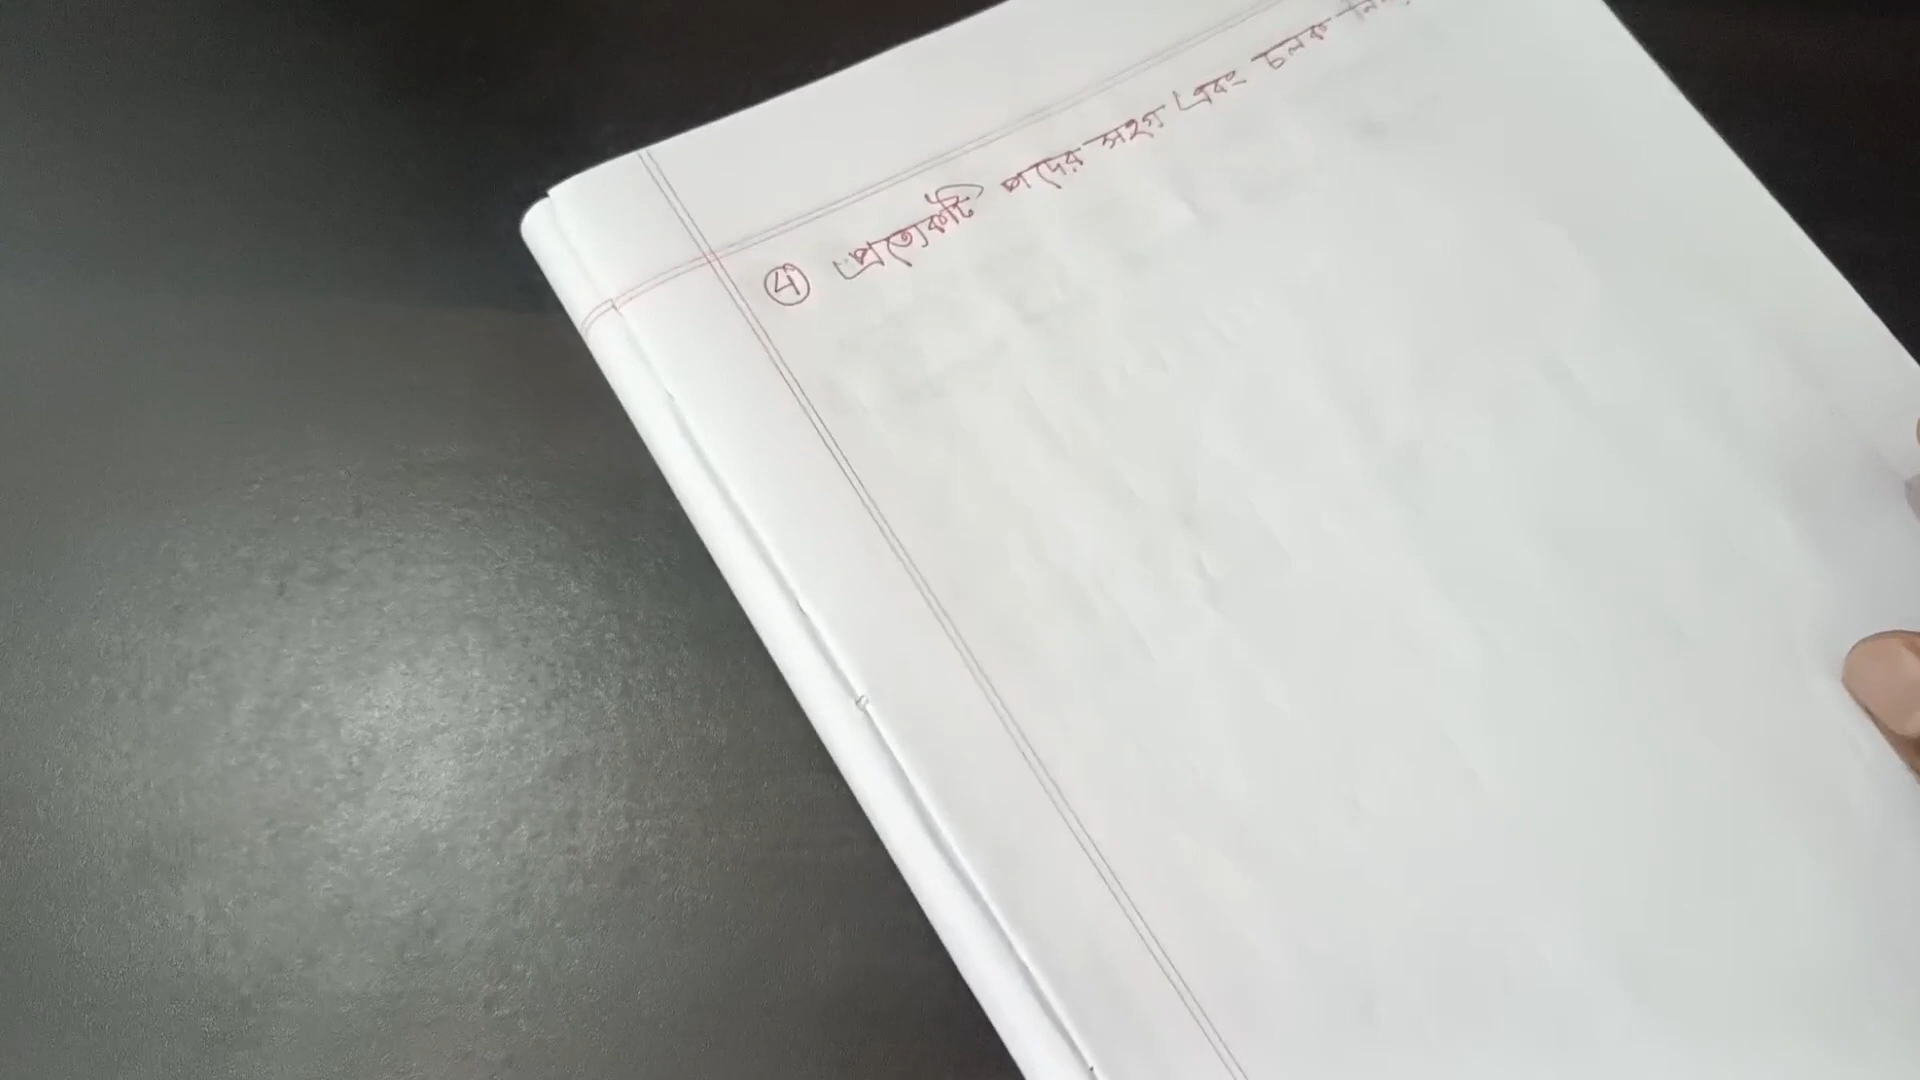 ④ প্রত্যেকটি পদের সহগ এবং চলক